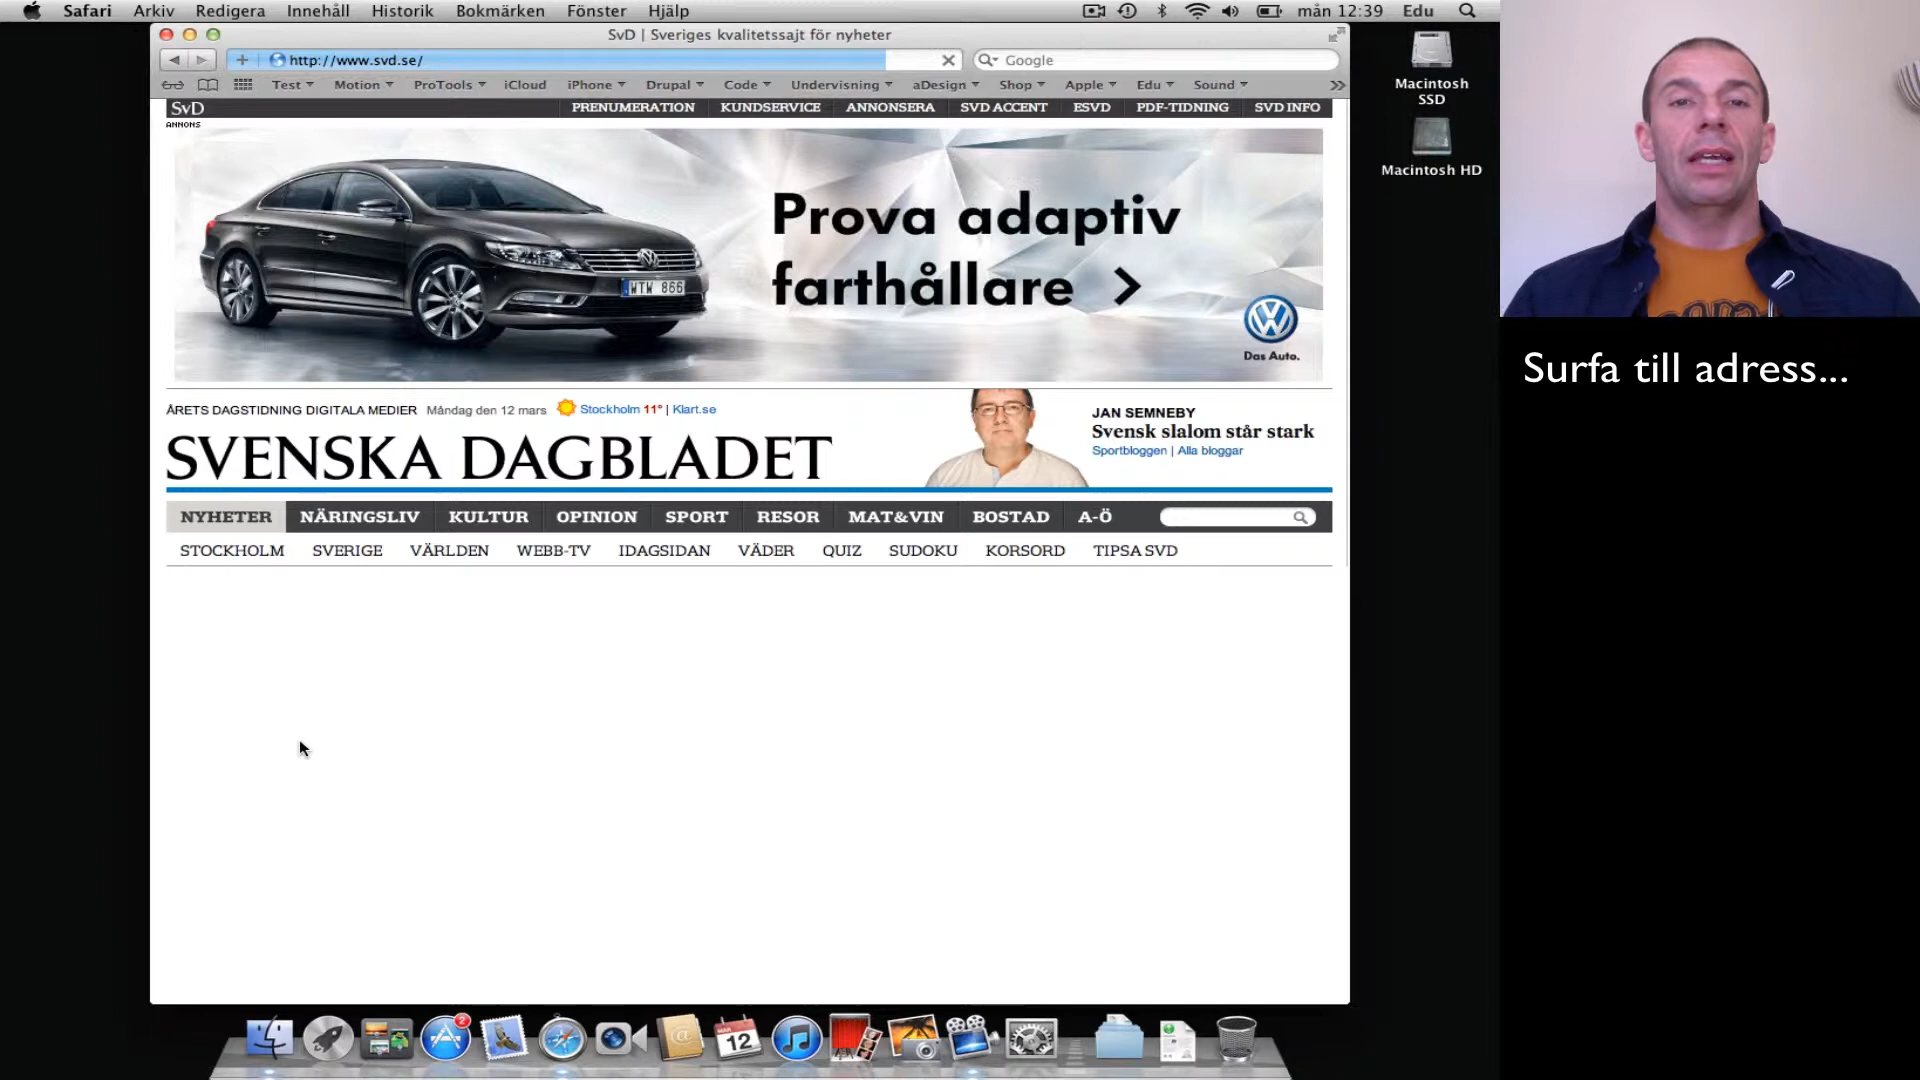 Safari Arkiv Redigera Innehåll Historik Bokmärken Fönster Hjälp mån 12:39 Edu
SvD | Sveriges kvalitetssajt för nyheter
http://www.svd.se/ Google
Test Motion ProTools iCloud iPhone Drupal Code Undervisning aDesign Shop Apple Edu Sound
SvD PRENUMERATION KUNDSERVICE ANNONSERA SVD ACCENT ESVD PDF-TIDNING SVD INFO
ANNONS
Prova adaptiv
farthållare >
WTW 866
Das Auto.
ÅRETS DAGSTIDNING DIGITALA MEDIER Måndag den 12 mars Stockholm 11° | Klart.se
SVENSKA DAGBLADET
JAN SEMNEBY
Svensk slalom står stark
Sportbloggen | Alla bloggar
NYHETER NÄRINGSLIV KULTUR OPINION SPORT RESOR MAT&VIN BOSTAD A-Ö
STOCKHOLM SVERIGE VÄRLDEN WEBB-TV IDAGSIDAN VÄDER QUIZ SUDOKU KORSORD TIPSA SVD
Macintosh
SSD
Macintosh HD
Surfa till adress...
2
MAR
12